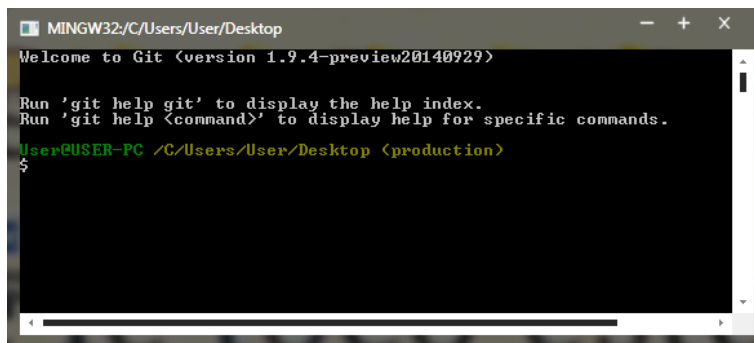 MINGW32:/C/Users/User/Desktop
Welcome to Git (version 1.9.4-preview20140929)
Run 'git help git' to display the help index.
Run 'git help <command>' to display help for specific commands.
User@USER-PC /C/Users/User/Desktop (production)
$